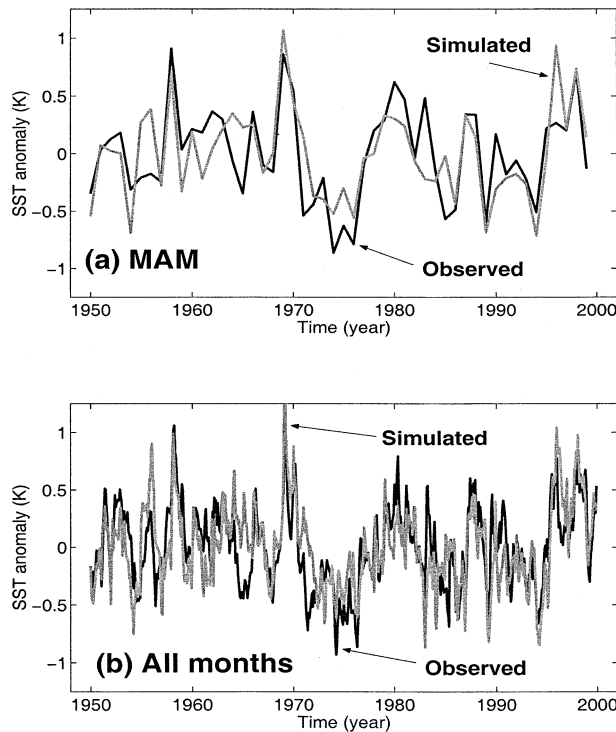 1
Simulated
0.5
SST anomaly (K)
0
−0.5
(a) MAM
Observed
−1
1950 1960 1970 1980 1990 2000
Time (year)
1
Simulated
0.5
SST anomaly (K)
0
−0.5
(b) All months
Observed
−1
1950 1960 1970 1980 1990 2000
Time (year)